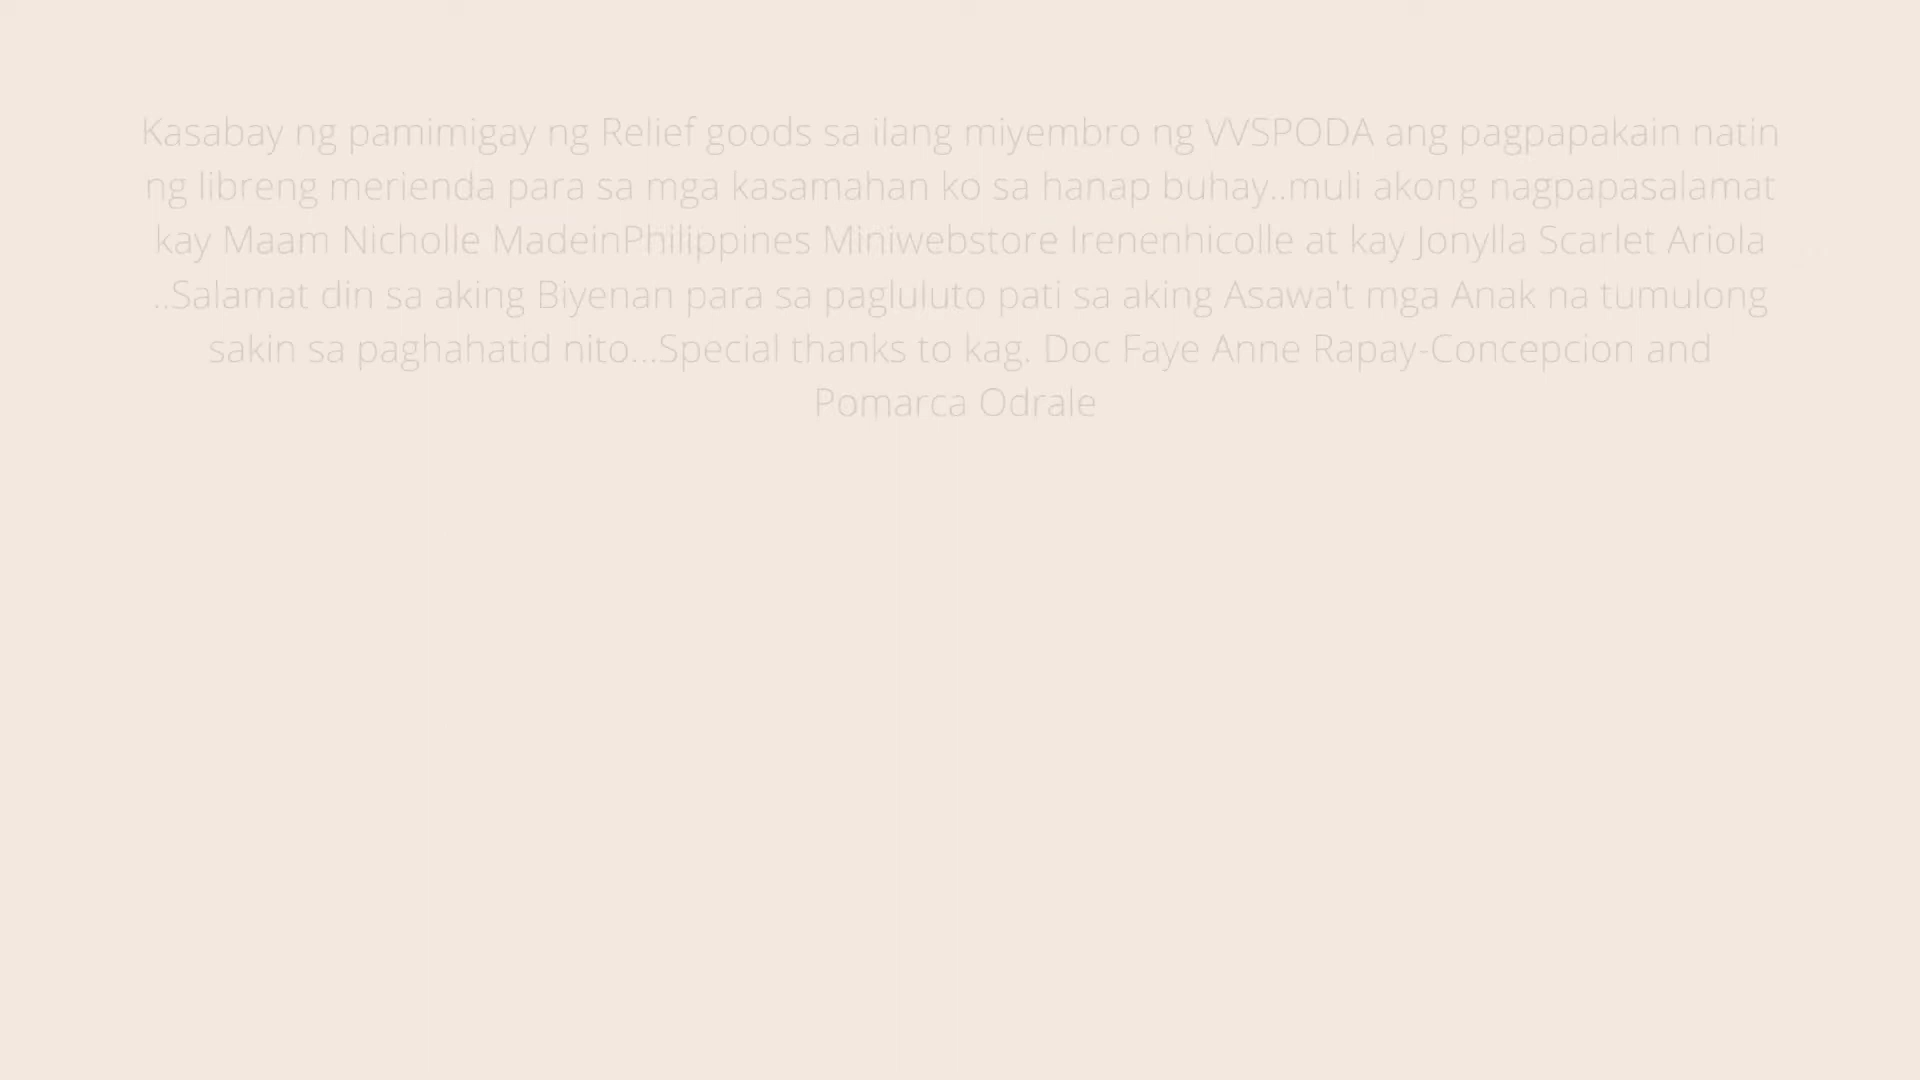 Kasabay ng pamimigay ng Relief goods sa ilang miyembro ng VVSPODA ang pagpapakain natin
ng libreng merienda para sa mga kasamahan ko sa hanap buhay..muli akong nagpapasalamat
kay Maam Nicholle MadeinPhilippines Miniwebstore Irenenhicolle at kay Jonylla Scarlet Ariola
..Salamat din sa aking Biyenan para sa pagluluto pati sa aking Asawa't mga Anak na tumulong
sakin sa paghahatid nito...Special thanks to kag. Doc Faye Anne Rapay-Concepcion and
Pomarca Odrale